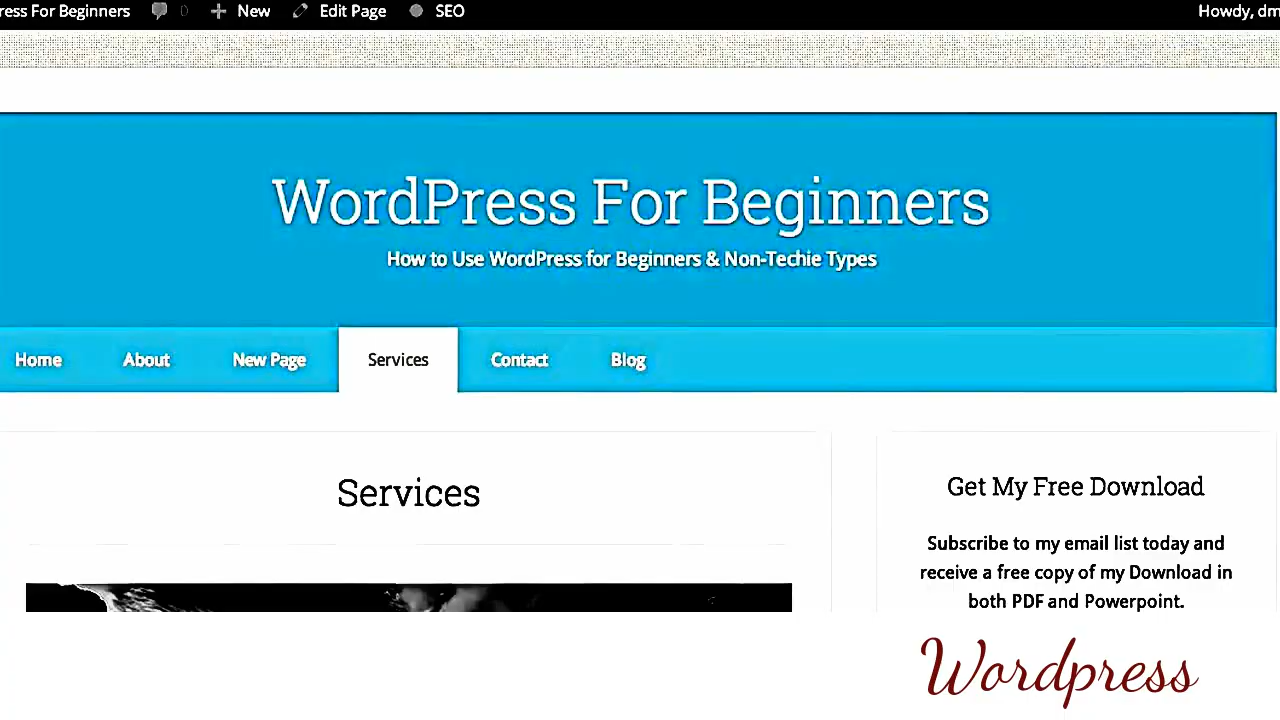 ress For Beginners 0 New Edit Page SEO Howdy, dm
WordPress For Beginners
How to Use WordPress for Beginners & Non-Techie Types
Home About New Page Services Contact Blog
Services
Get My Free Download
Subscribe to my email list today and
receive a free copy of my Download in
both PDF and Powerpoint.
Wordpress